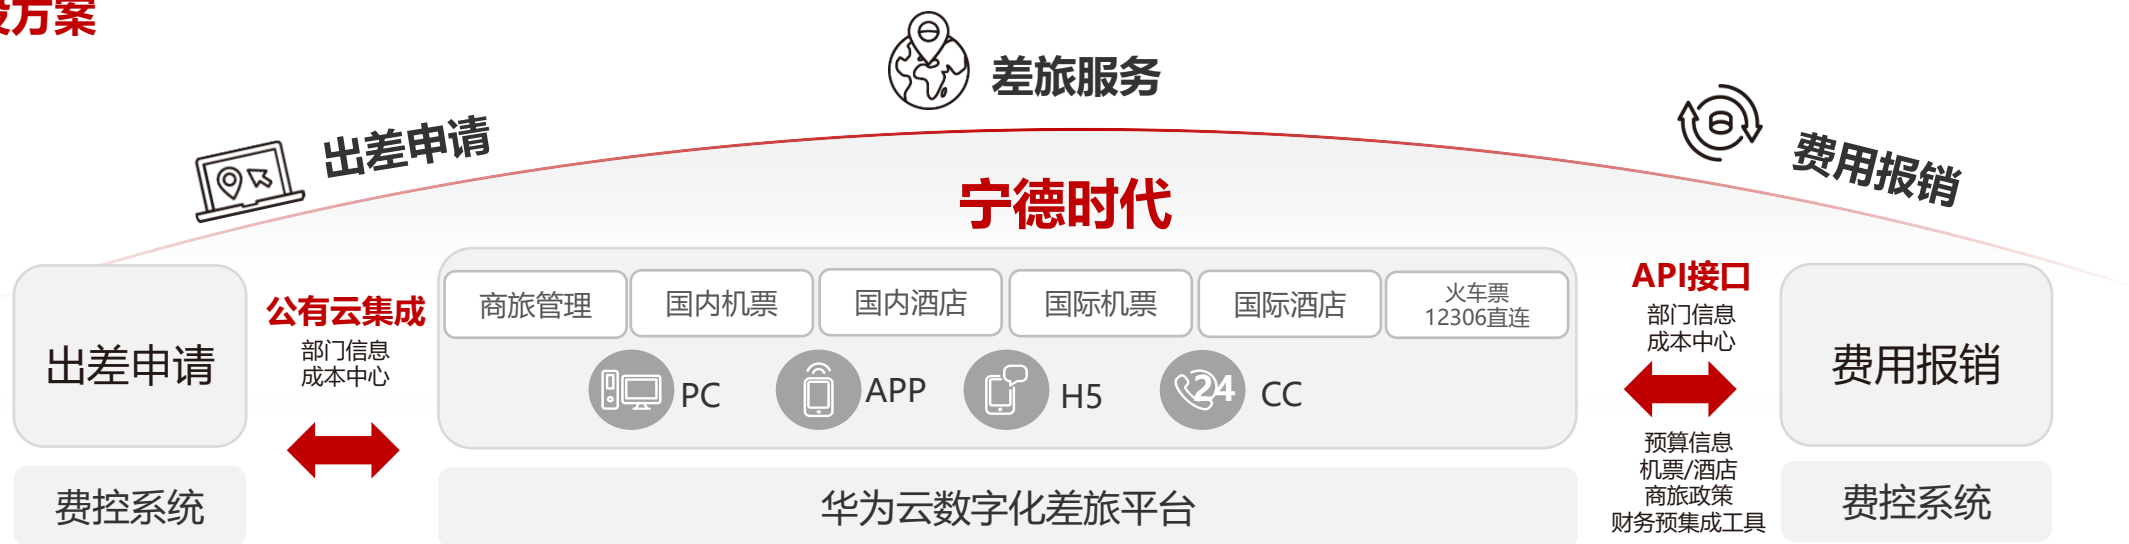 方案
差旅服务
出差申请
费用报销
宁德时代
出差申请
费控系统
公有云集成
部门信息
成本中心
商旅管理
国内机票
国内酒店
国际机票
国际酒店
火车票
12306直连
PC
APP
H5
24
CC
华为云数字化差旅平台
API接口
部门信息
成本中心
预算信息
机票/酒店
商旅政策
财务预集成工具
费用报销
费控系统